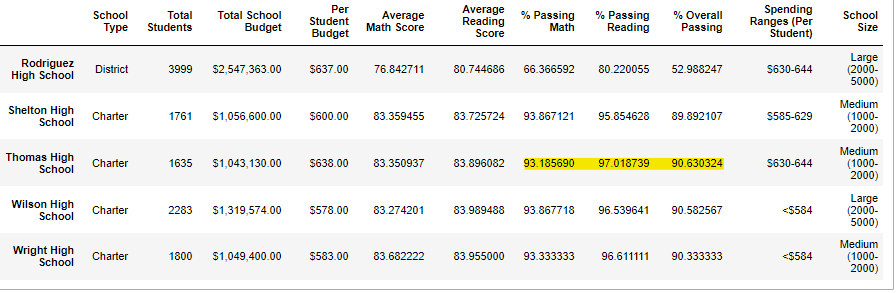 School Type Total Students Total School Budget Per Student Budget Average Math Score Average Reading Score % Passing Math % Passing Reading % Overall Passing Spending Ranges (Per Student) School Size
Rodriguez High School District 3999 $2,547,363.00 $637.00 76.842711 80.744686 66.366592 80.220055 52.988247 $630-644 Large (2000-5000)
Shelton High School Charter 1761 $1,056,600.00 $600.00 83.359455 83.725724 93.867121 95.854628 89.892107 $585-629 Medium (1000-2000)
Thomas High School Charter 1635 $1,043,130.00 $638.00 83.350937 83.896082 93.185690 97.018739 90.630324 $630-644 Medium (1000-2000)
Wilson High School Charter 2283 $1,319,574.00 $578.00 83.274201 83.989488 93.867718 96.539641 90.582567 <$584 Large (2000-5000)
Wright High School Charter 1800 $1,049,400.00 $583.00 83.682222 83.955000 93.333333 96.611111 90.333333 <$584 Medium (1000-2000)